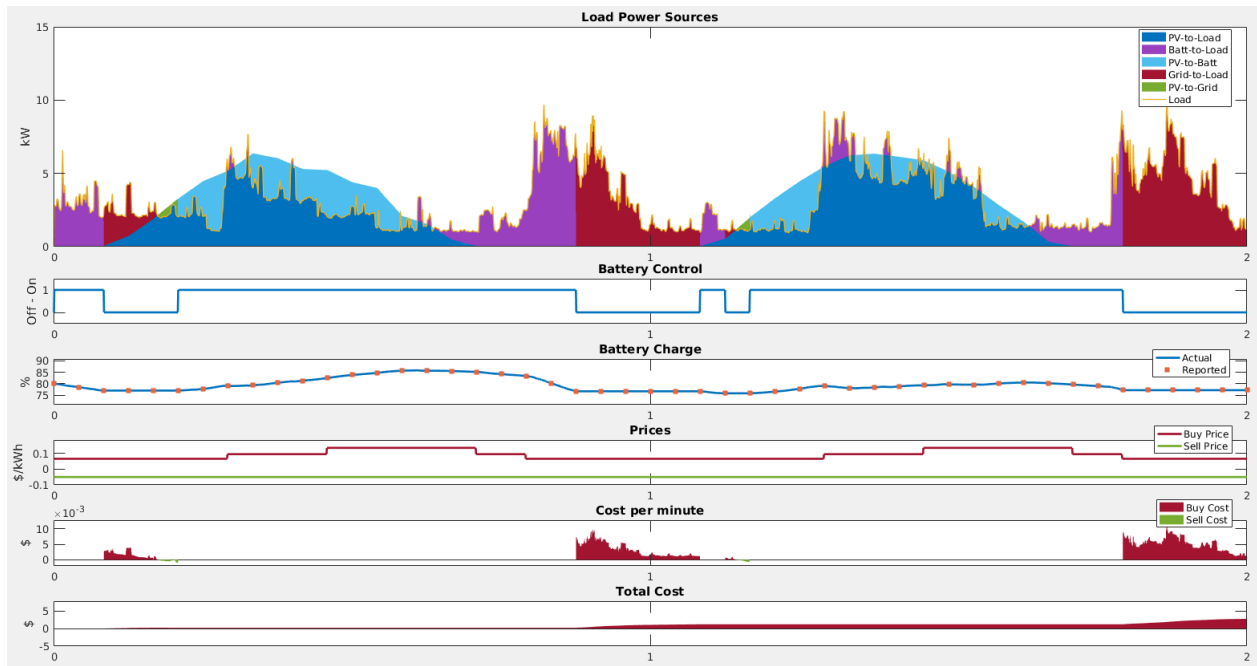 Load Power Sources
15
10
5
0
kW
PV-to-Load
Batt-to-Load
PV-to-Batt
Grid-to-Load
PV-to-Grid
Load
0 1 2
Battery Control
1
0
Off - On
0 1 2
Battery Charge
90
85
80
75
%
Actual
Reported
0 1 2
Prices
0.1
0
-0.1
$/kWh
Buy Price
Sell Price
0 1 2
×10⁻³
Cost per minute
10
5
0
$
Buy Cost
Sell Cost
0 1 2
Total Cost
5
0
-5
$
0 1 2